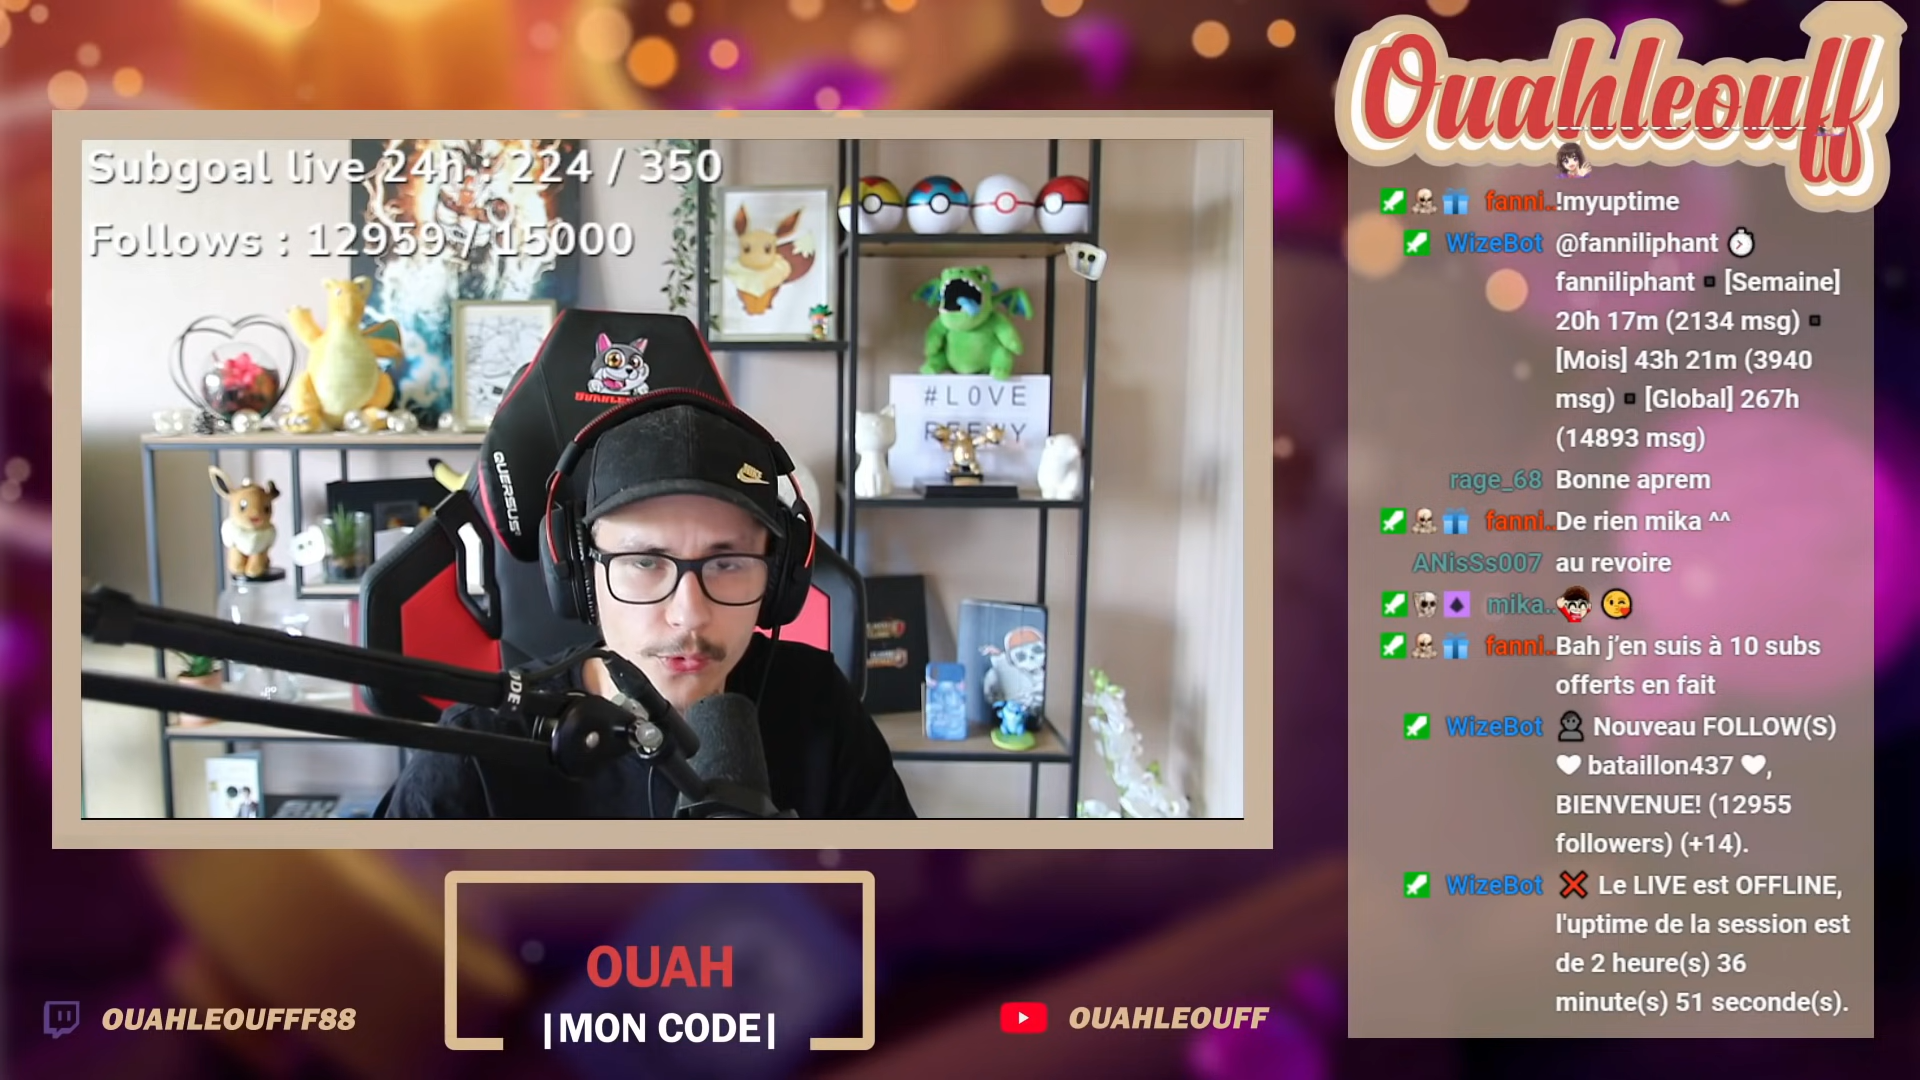 Ouahleouff
Subgoal live 24h : 224 / 350
Follows : 12959 / 15000
QUERSUS
#LOVE
NIKE
fanni.. !myuptime
WizeBot @fanniliphant
fanniliphant ▪ [Semaine]
20h 17m (2134 msg) ▪
[Mois] 43h 21m (3940
msg) ▪ [Global] 267h
(14893 msg)
rage_68 Bonne aprem
fanni.. De rien mika ^^
ANisSs007 au revoire
mika..
fanni.. Bah j'en suis à 10 subs
offerts en fait
WizeBot Nouveau FOLLOW(S)
bataillon437 , 
BIENVENUE! (12955
followers) (+14).
WizeBot Le LIVE est OFFLINE,
l'uptime de la session est
de 2 heure(s) 36
minute(s) 51 seconde(s).
OUAHLEOUFFF88
OUAH
|MON CODE|
OUAHLEOUFF